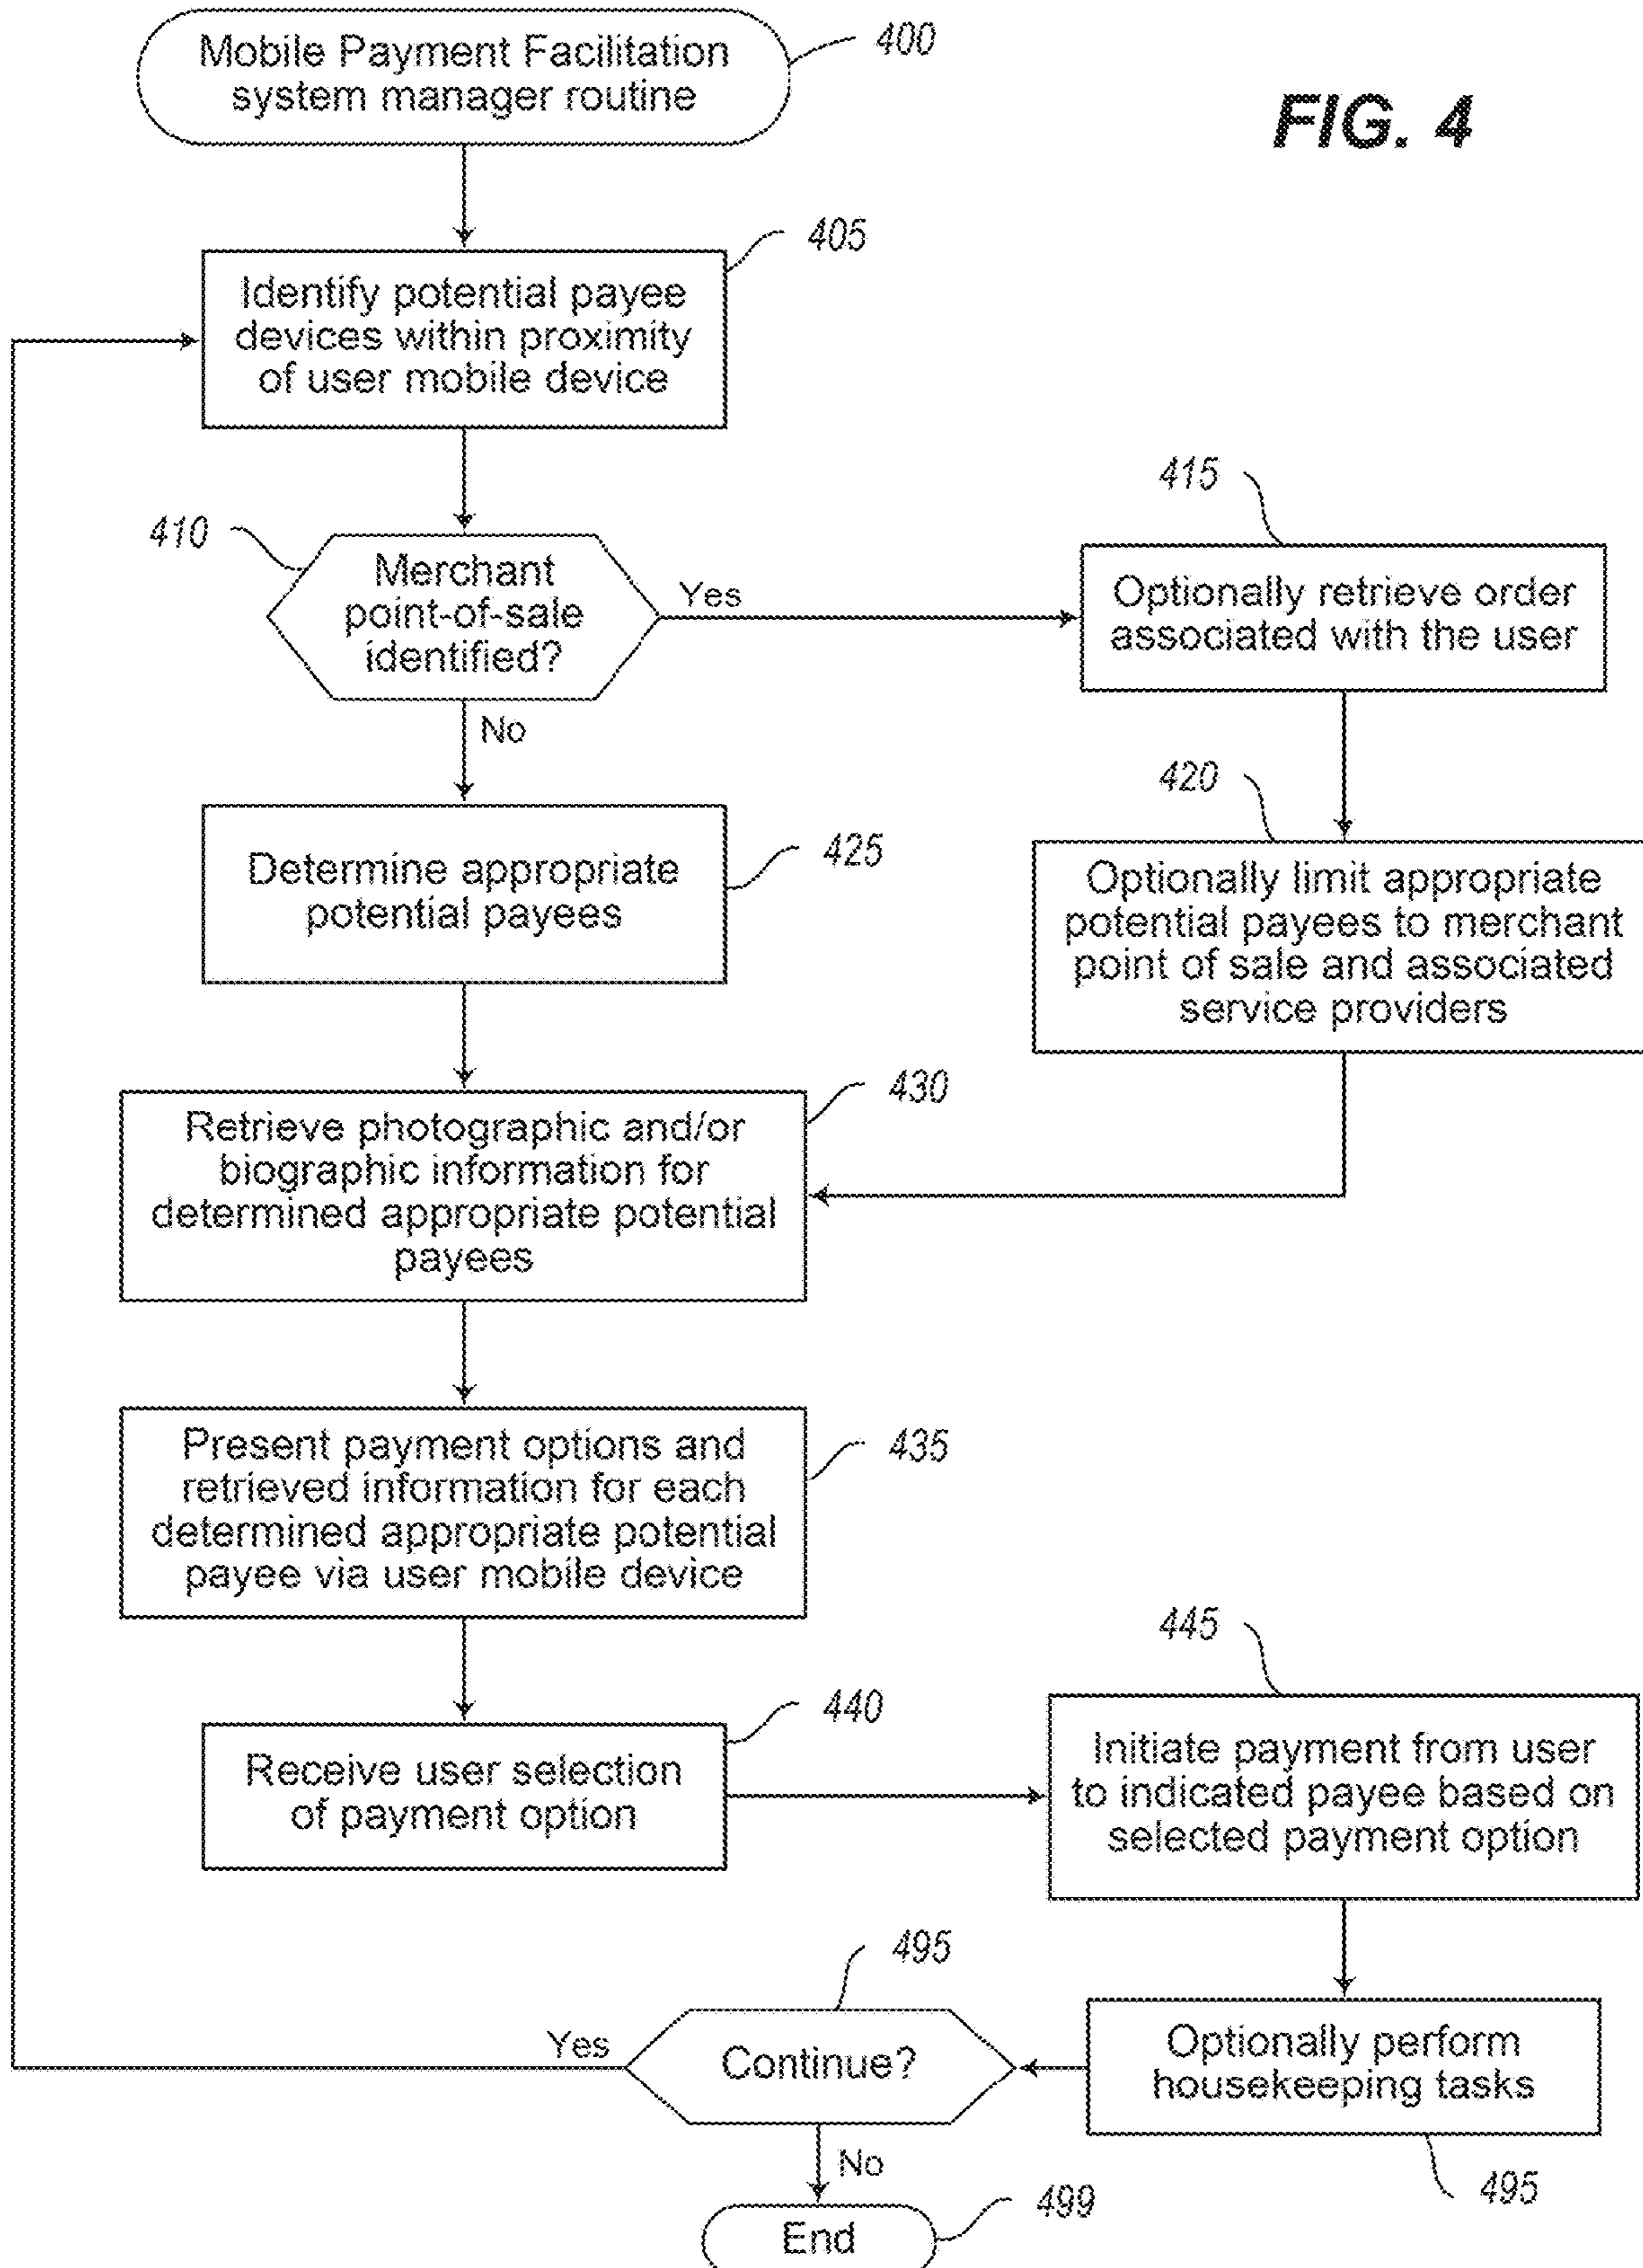 Mobile Payment Facilitation
system manager routine
400
FIG. 4
405
Identify potential payee
devices within proximity
of user mobile device
410
Merchant
point-of-sale
identified?
Yes
No
415
Optionally retrieve order
associated with the user
420
Optionally limit appropriate
potential payees to merchant
point of sale and associated
service providers
425
Determine appropriate
potential payees
430
Retrieve photographic and/or
biographic information for
determined appropriate potential
payees
435
Present payment options and
retrieved information for each
determined appropriate potential
payee via user mobile device
440
Receive user selection
of payment option
445
Initiate payment from user
to indicated payee based on
selected payment option
Optionally perform
housekeeping tasks
495
495
Continue?
Yes
No
End
499